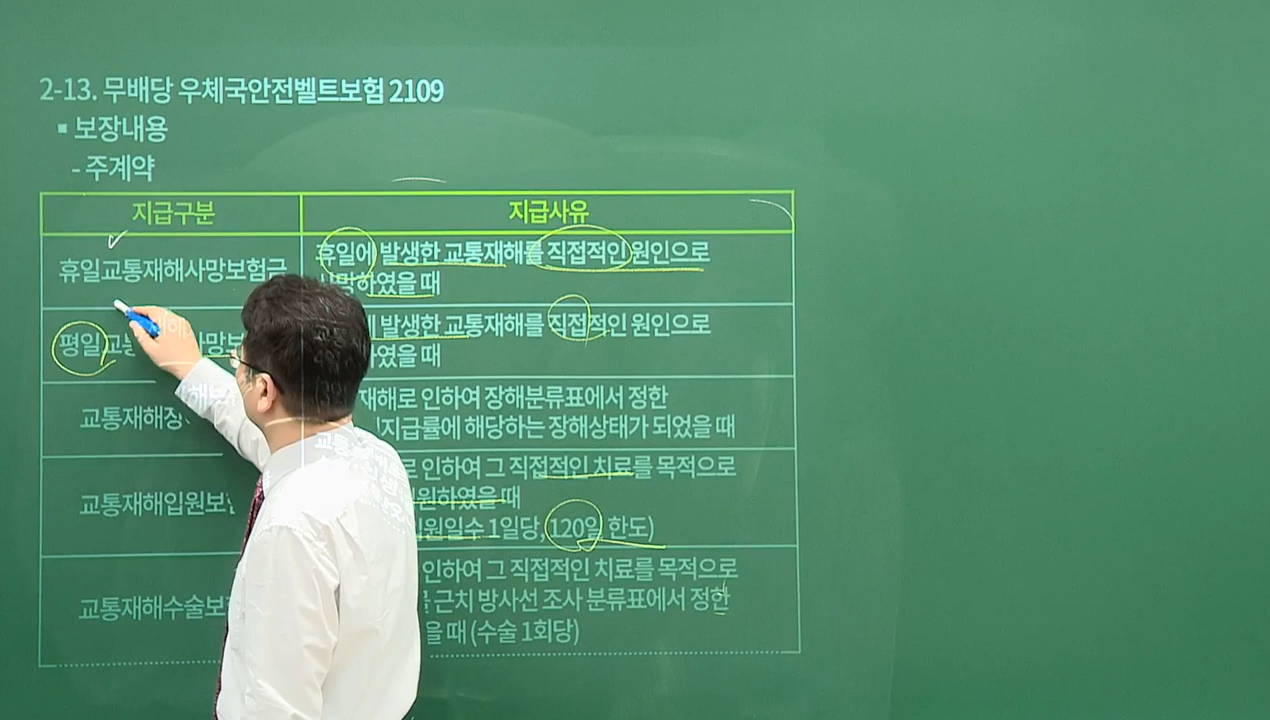 2-13. 무배당 우체국안전벨트보험 2109
▪ 보장내용
- 주계약
지급구분 지급사유
휴일교통재해사망보험금 휴일에 발생한 교통재해를 직접적인 원인으로
사망하였을 때
평일 발생한 교통재해를 직접적인 원인으로
하였을 때
교통재해장 재해로 인하여 장해분류표에서 정한
지급률에 해당하는 장해상태가 되었을 때
교통재해입원보 로 인하여 그 직접적인 치료를 목적으로
입원하였을 때
입원일수 1일당, 120일 한도)
교통재해수술보 인하여 그 직접적인 치료를 목적으로
근치 방사선 조사 분류표에서 정한
을 때 (수술 1회당)